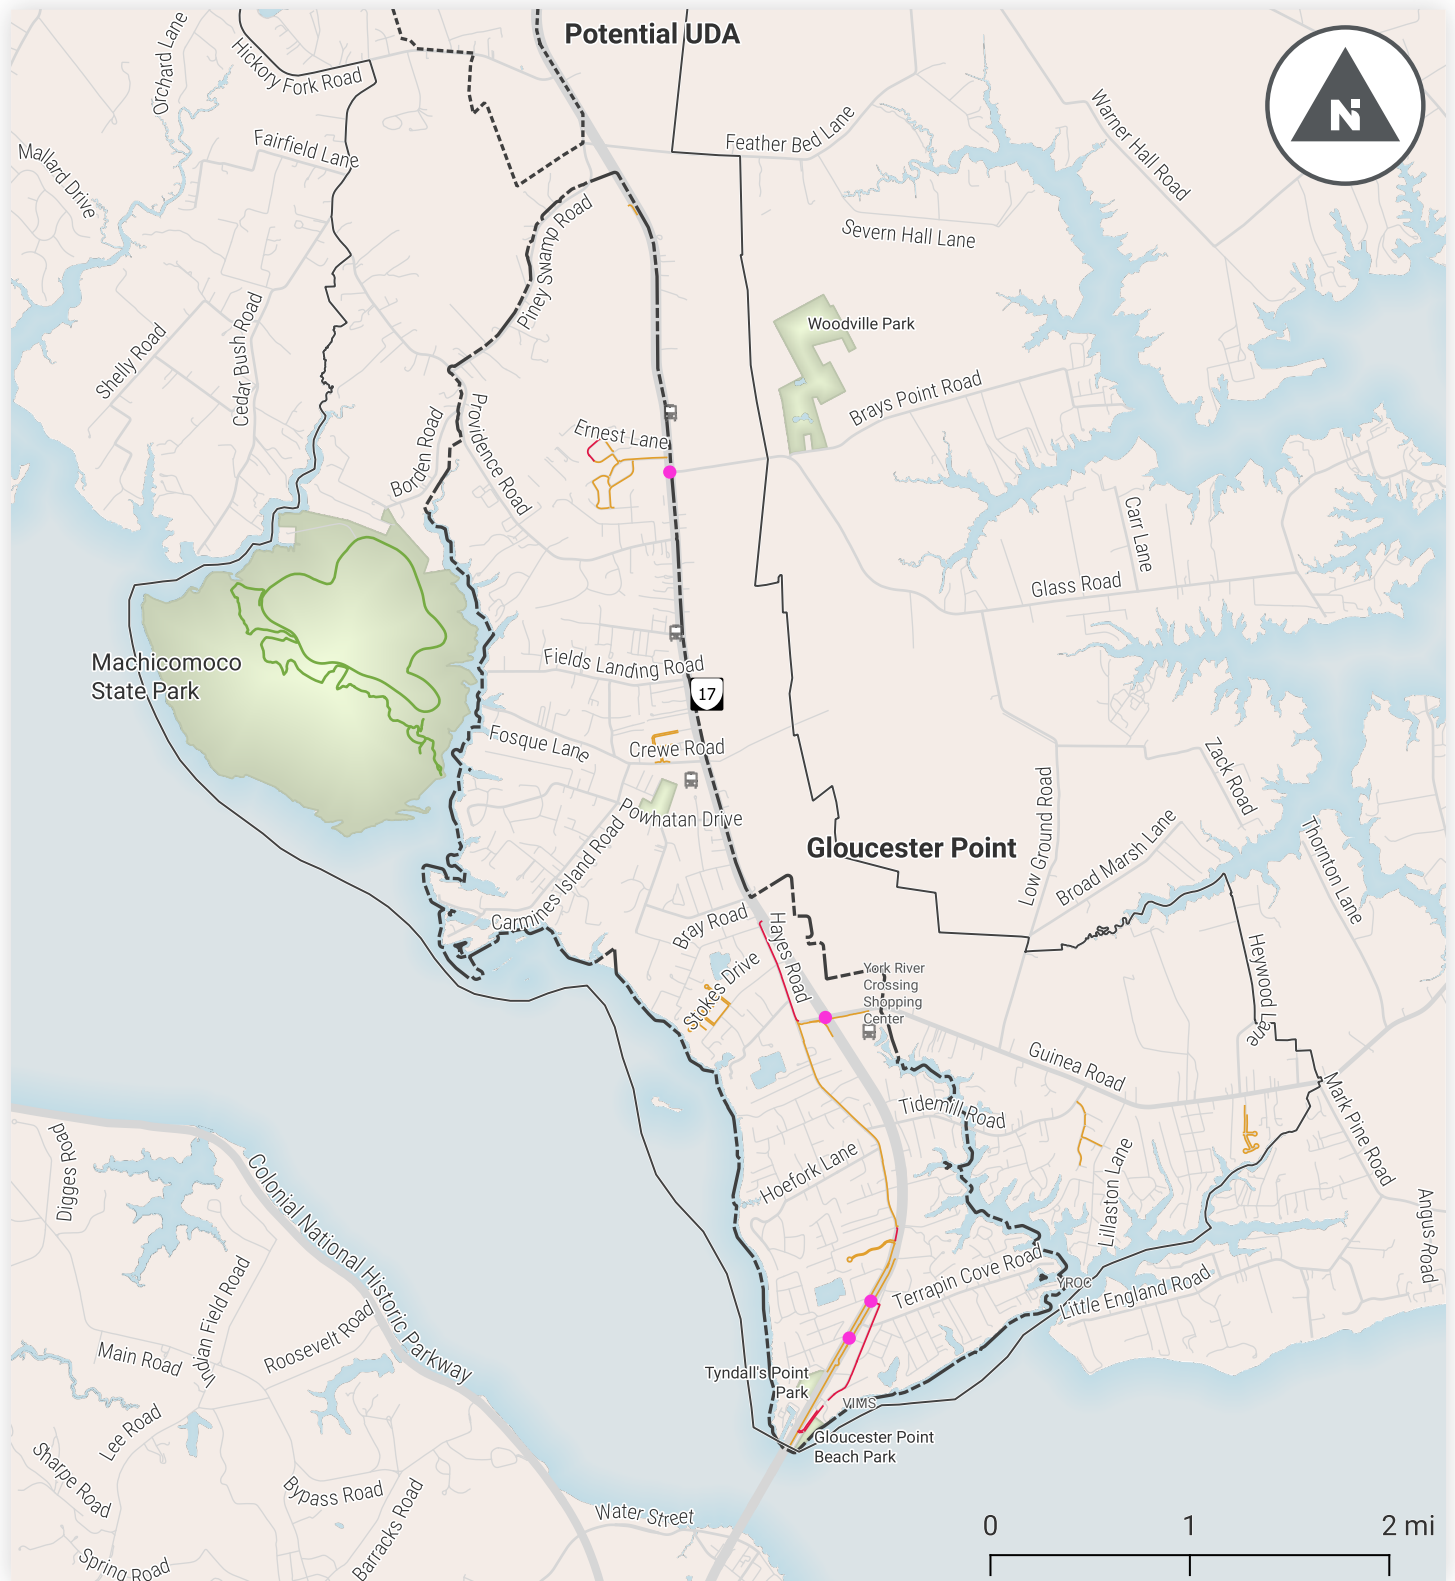 Potential UDA
Orchard Lane
Hickory Fork Road
N
Warner Hall Road
Feather Bed Lane
Fairfield Lane
Mallard Drive
Severn Hall Lane
Piney Swamp Road
Woodville Park
Shelly Road
Cedar Bush Road
Brays Point Road
Providence Road
Borden Road
Ernest Lane
Carr Lane
Glass Road
Machicomoco
State Park
Fields Landing Road
17
Fosque Lane
Crewe Road
Zack Road
Low Ground Road
Powhatan Drive
Broad Marsh Lane
Thornton Lane
Gloucester Point
Carmines Island Road
Bray Road
Hayes Road
Heywood Lane
Stokes Drive
York River
Crossing
Shopping
Center
Guinea Road
Mark Pine Road
Tidemill Road
Digges Road
Colonial National Historic Parkway
Hoefork Lane
Lillaston Lane
Angus Road
Terrapin Cove Road
YROC
Little England Road
Indian Field Road
Roosevelt Road
Main Road
Tyndall's Point
Park
VIMS
Lee Road
Gloucester Point
Beach Park
Sharpe Road
Bypass Road
Barracks Road
Water Street
Spring Road
0 1 2 mi